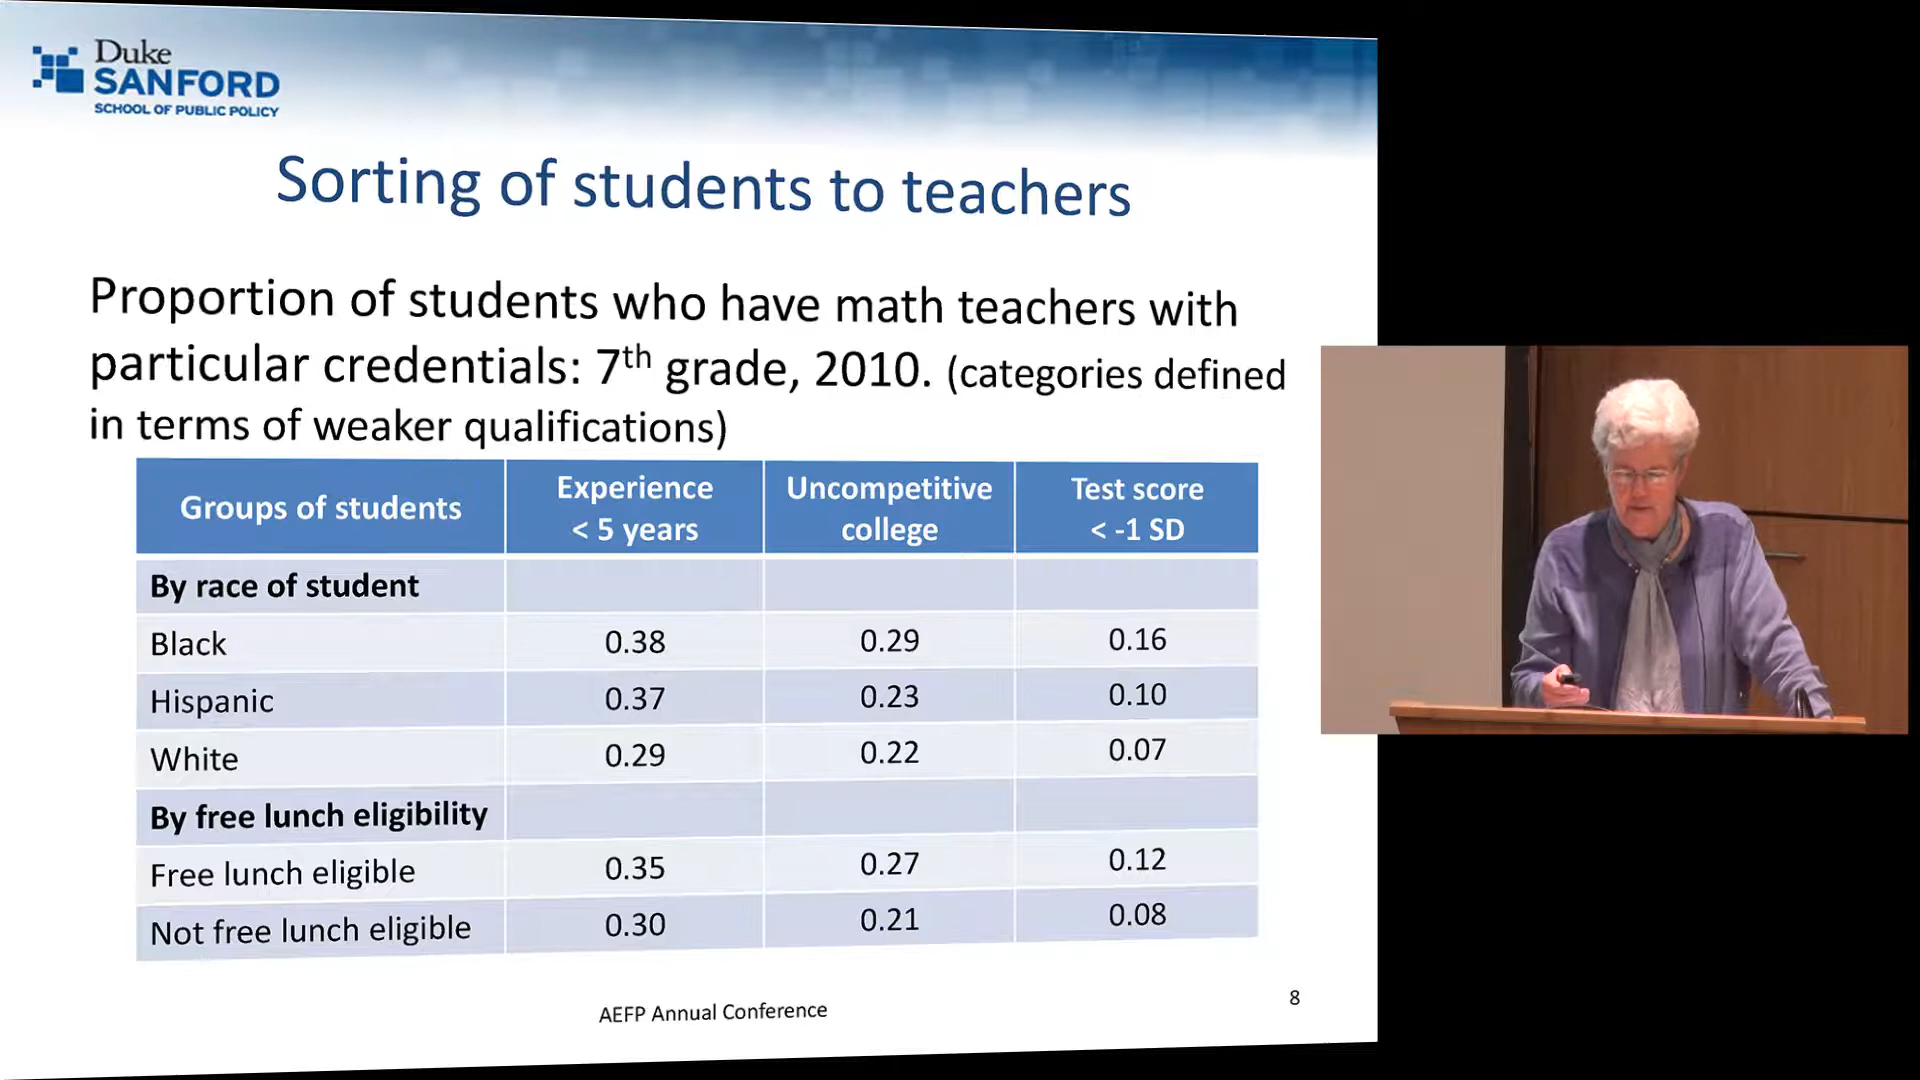 Duke
SANFORD
SCHOOL OF PUBLIC POLICY
Sorting of students to teachers
Proportion of students who have math teachers with
particular credentials: 7th grade, 2010. (categories defined
in terms of weaker qualifications)
Groups of students Experience < 5 years Uncompetitive college Test score < -1 SD
By race of student
Black 0.38 0.29 0.16
Hispanic 0.37 0.23 0.10
White 0.29 0.22 0.07
By free lunch eligibility
Free lunch eligible 0.35 0.27 0.12
Not free lunch eligible 0.30 0.21 0.08
AEFP Annual Conference
8